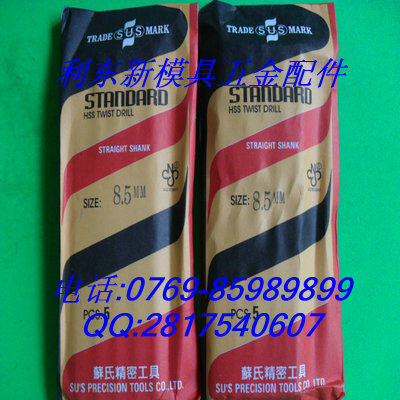 TRADE SUS MARK
TRADE SUS MARK
利东新模具五金配件
STANDARD
HSS TWIST DRILL
STANDARD
HSS TWIST DRILL
STRAIGHT SHANK
STRAIGHT SHANK
SIZE: 8.5MM
SIZE: 8.5MM
电话:0769-85989899
PCS: 5
PCS: 5
QQ:2817540607
蘇氏精密工具
SU'S PRECISION TOOLS CO.,LTD.
蘇氏精密工具
SU'S PRECISION TOOLS CO.,LTD.